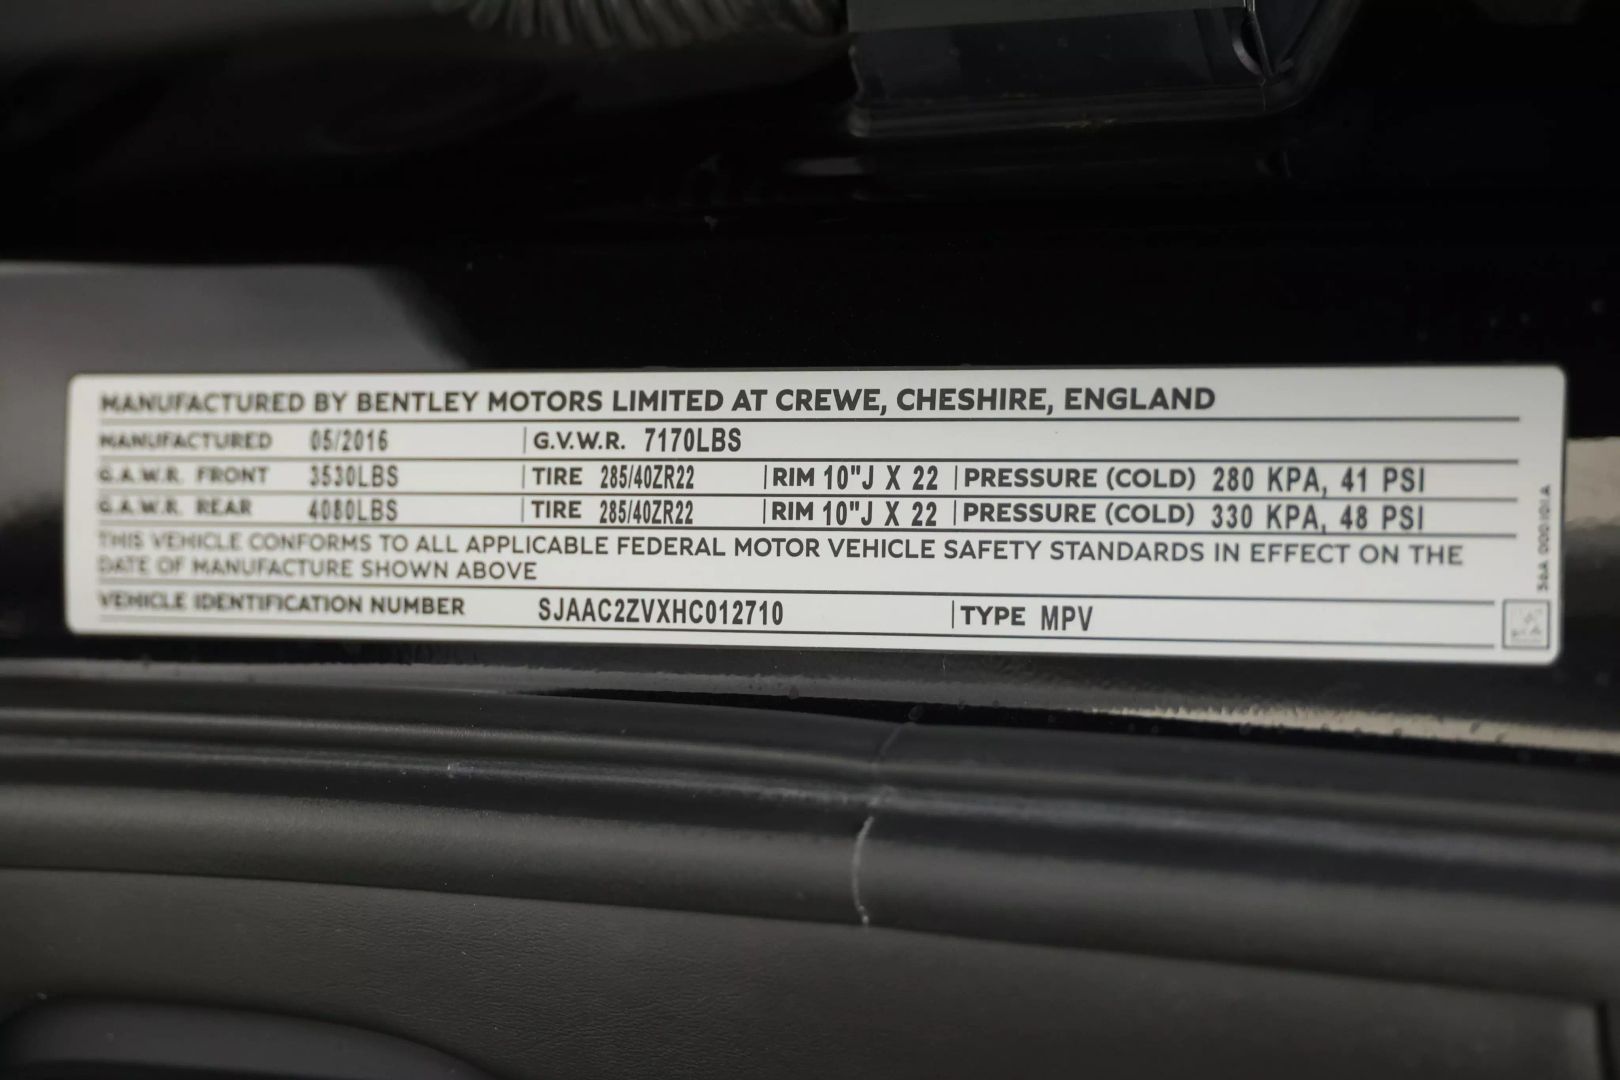 MANUFACTURED BY BENTLEY MOTORS LIMITED AT CREWE, CHESHIRE, ENGLAND
MANUFACTURED 05/2016 G.V.W.R. 7170LBS
G.A.W.R. FRONT 3530LBS TIRE 285/40ZR22 RIM 10"J X 22 PRESSURE (COLD) 280 KPA, 41 PSI
G.A.W.R. REAR 4080LBS TIRE 285/40ZR22 RIM 10"J X 22 PRESSURE (COLD) 330 KPA, 48 PSI
THIS VEHICLE CONFORMS TO ALL APPLICABLE FEDERAL MOTOR VEHICLE SAFETY STANDARDS IN EFFECT ON THE
DATE OF MANUFACTURE SHOWN ABOVE
VEHICLE IDENTIFICATION NUMBER SJAAC2ZVXHC012710 TYPE MPV